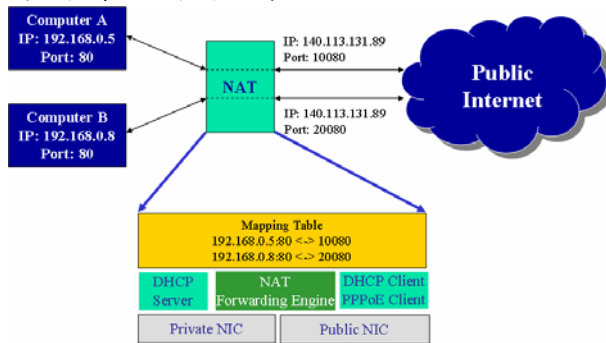 Computer A
IP: 192.168.0.5
Port: 80
IP: 140.113.131.89
Port: 10080
NAT
Public
Internet
Computer B
IP: 192.168.0.8
Port: 80
IP: 140.113.131.89
Port: 20080
Mapping Table
192.168.0.5:80 <-> 10080
192.168.0.8:80 <-> 20080
DHCP
Server
NAT
Forwarding Engine
DHCP Client
PPPoE Client
Private NIC
Public NIC